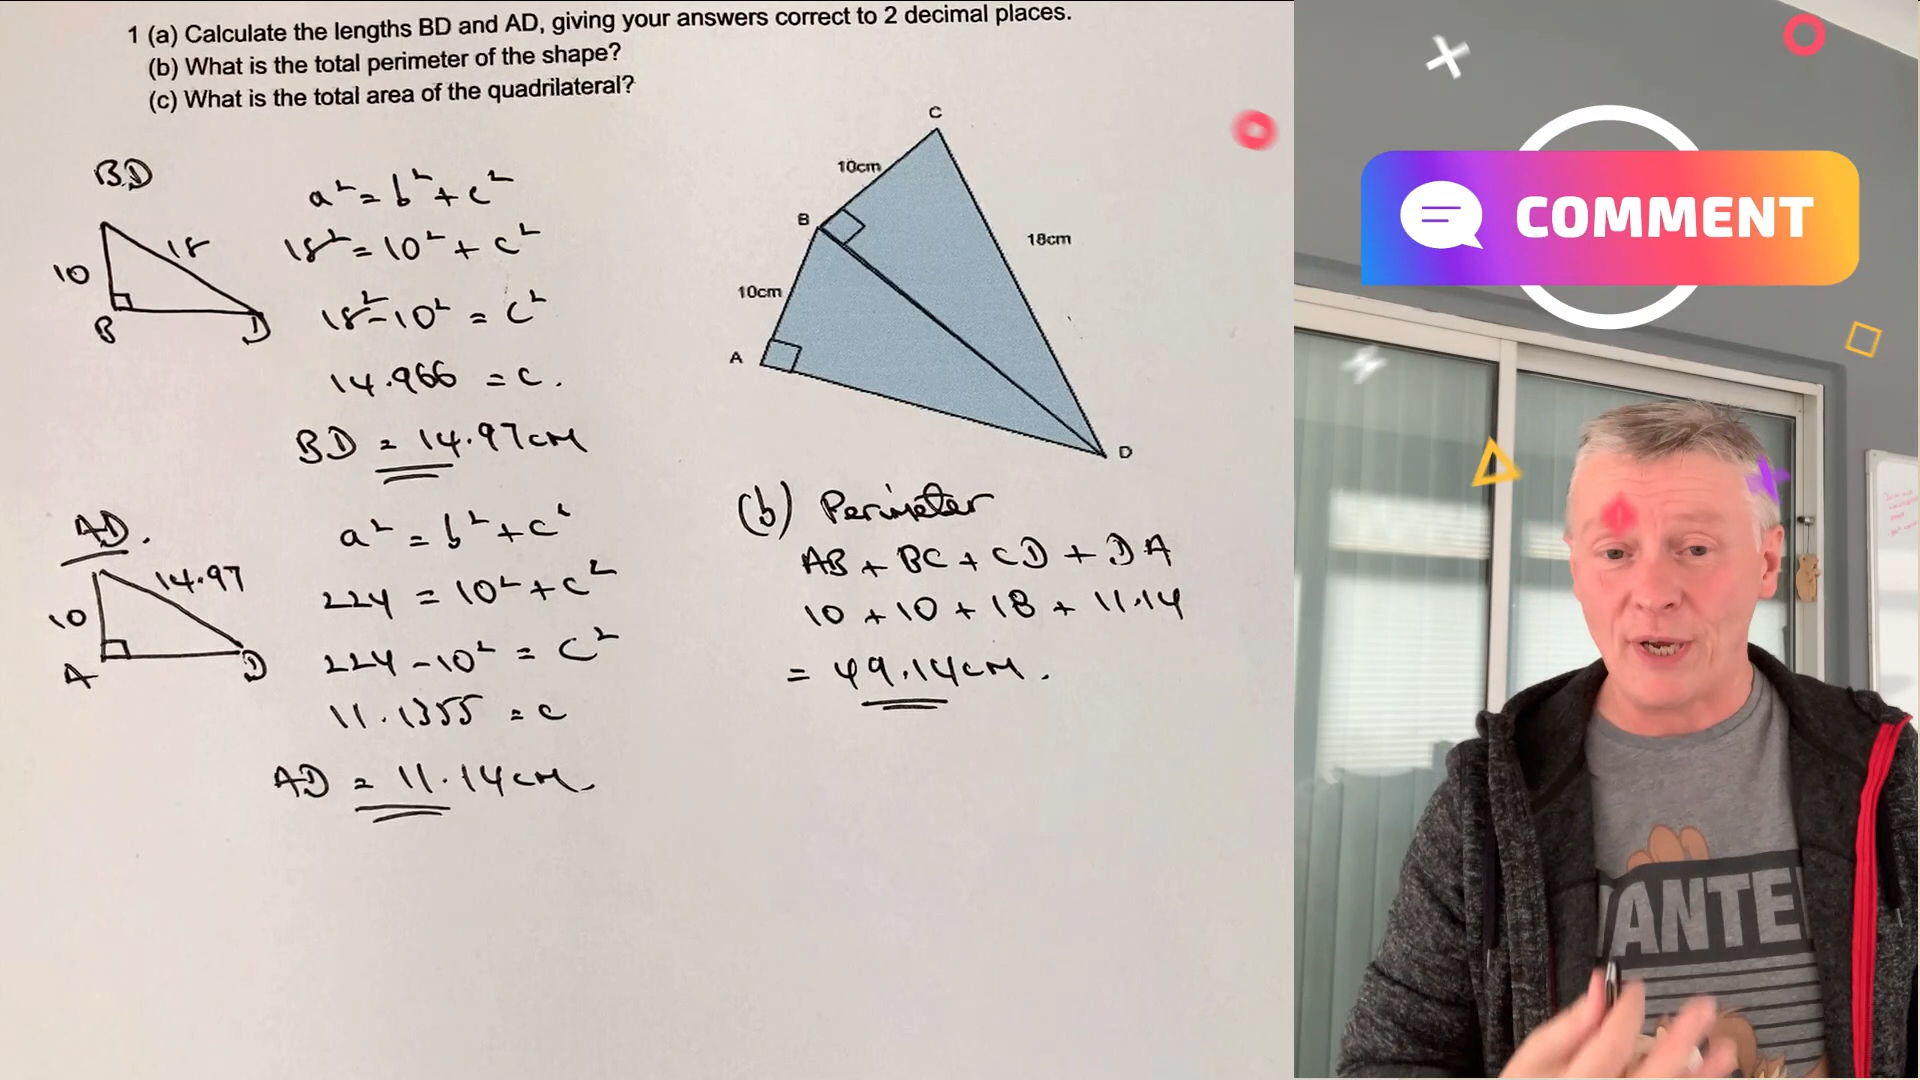 1 (a) Calculate the lengths BD and AD, giving your answers correct to 2 decimal places.
(b) What is the total perimeter of the shape?
(c) What is the total area of the quadrilateral?
BD
10
18
B
D
a² = b² + c²
18² = 10² + c²
18² - 10² = c²
14.966 = c.
BD = 14.97cm
AD.
10
14.97
A
D
a² = b² + c²
224 = 10² + c²
224 - 10² = c²
11.1355 = c
AD = 11.14cm.
C
10cm
B
18cm
10cm
A
D
(b) Perimeter
AB + BC + CD + DA
10 + 10 + 18 + 11.14
= 49.14cm.
COMMENT
ANTE